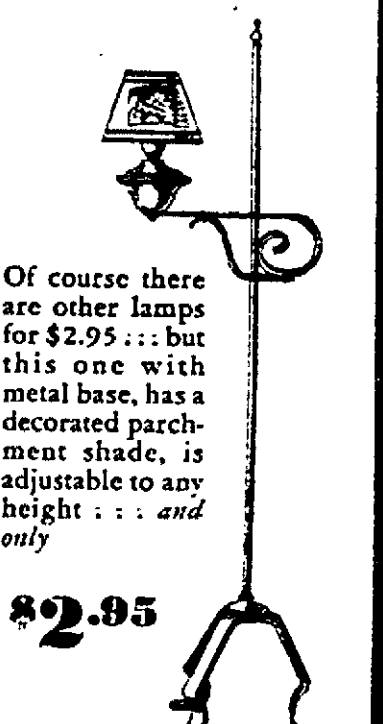 Of course there
are other lamps
for $2.95 : : : but
this one with
metal base, has a
decorated parch-
ment shade, is
adjustable to any
height : : : and
only
$2.95